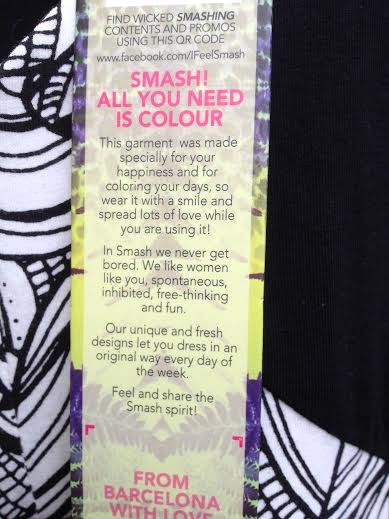 FIND WICKED SMASHING
CONTENTS AND PROMOS
USING THIS QR CODE
www.facebook.com/IFeelSmash
SMASH!
ALL YOU NEED
IS COLOUR
This garment was made
specially for your
happiness and for
coloring your days, so
wear it with a smile and
spread lots of love while
you are using it!
In Smash we never get
bored. We like women
like you, spontaneous,
inhibited, free-thinking
and fun.
Our unique and fresh
designs let you dress in an
original way every day of
the week.
Feel and share the
Smash spirit!
FROM
BARCELONA
WITH LOVE